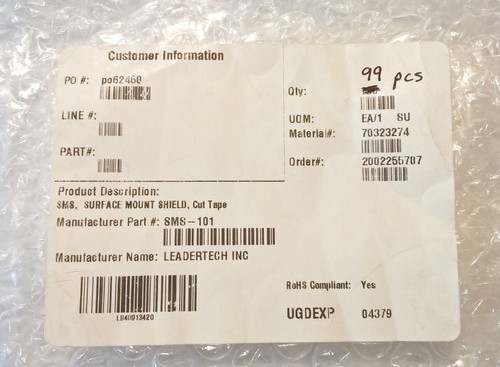 Customer Information
PO #: po62460
LINE #:
PART#:
Qty: 99 pcs
UOM: EA/1 SU
Material#: 70323274
Order#: 2002255707
Product Description:
SMS, SURFACE MOUNT SHIELD, Cut Tape
Manufacturer Part #: SMS-101
Manufacturer Name: LEADERTECH INC
LB40013420
RoHS Compliant: Yes
UGDEXP 04379